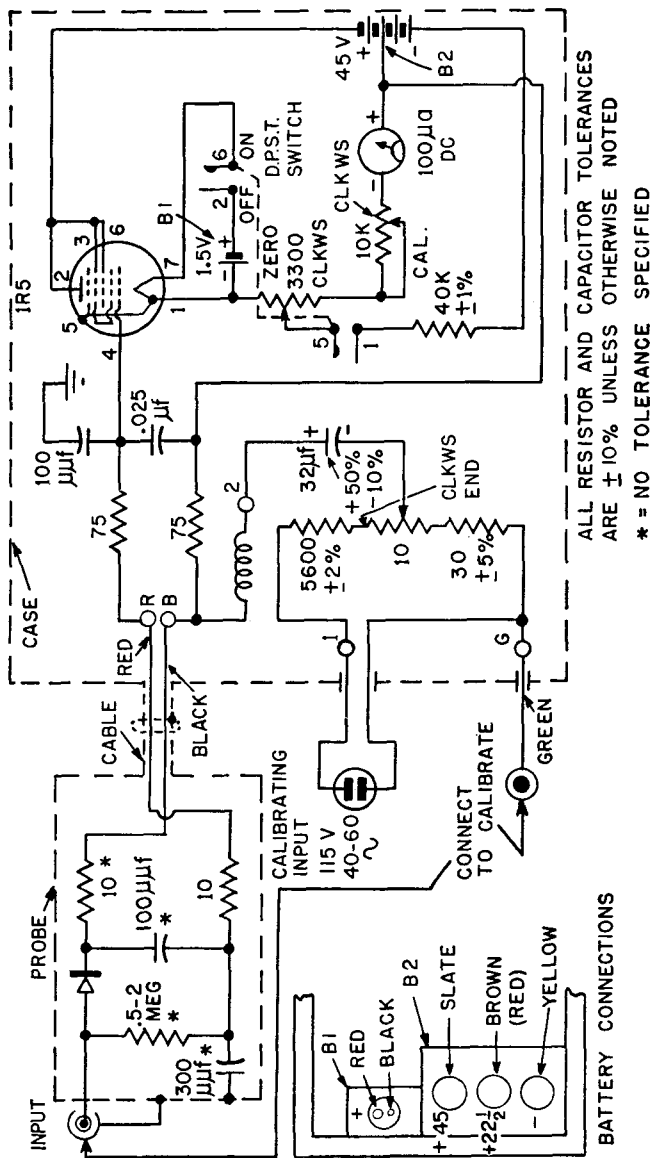 INPUT
PROBE
10*
.5-2
MEG
*
100µµf
*
300
µµf*
10
CABLE
RED
BLACK
R
B
CASE
100
µµf
75
75
.025
µf
1R5
5
2
3
6
4
1
7
B1
1.5V
-
+
2
6
OFF
ON
D.P.S.T.
SWITCH
ZERO
3300
CLKWS
5
1
40K
±1%
CLKWS
10K
CAL.
-
+
100µa
DC
45V
+
-
B2
2
32µf
+
-
+50%
-10%
CLKWS
END
5600
±2%
10
30
±5%
1
G
CALIBRATING
INPUT
115V
40-60
~
CONNECT
TO CALIBRATE
GREEN
B1
+
RED
BLACK
B2
+45
+22½
-
SLATE
BROWN
(RED)
YELLOW
BATTERY CONNECTIONS
ALL RESISTOR AND CAPACITOR TOLERANCES
ARE ±10% UNLESS OTHERWISE NOTED
* = NO TOLERANCE SPECIFIED